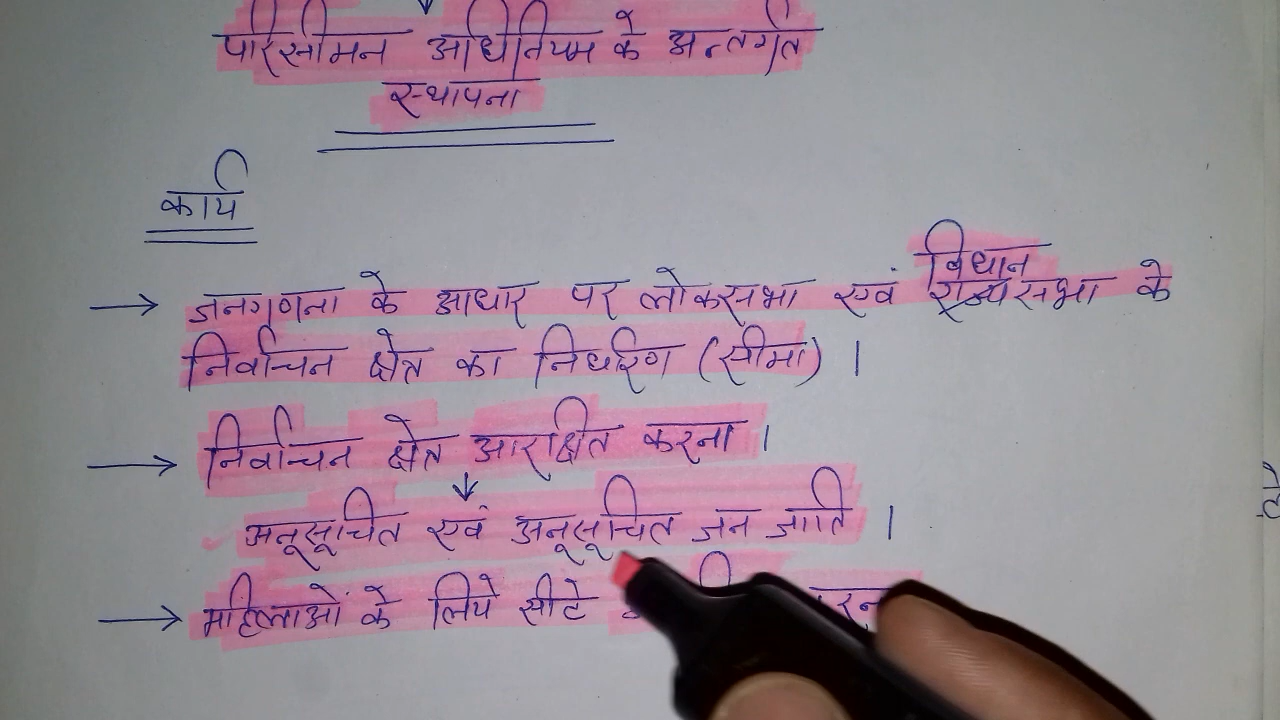 परिसीमन अधिनियम के अन्तर्गत
स्थापना
कार्य
→ जनगणना के आधार पर लोकसभा एवं विधान राज्यसभा के
निर्वाचन क्षेत्र का निर्धारण (सीमा) ।
→ निर्वाचन क्षेत्र आरक्षित करना ।
↓
अनूसूचित एवं अनूसूचित जन जाति ।
→ महिलाओं के लिये सीटे